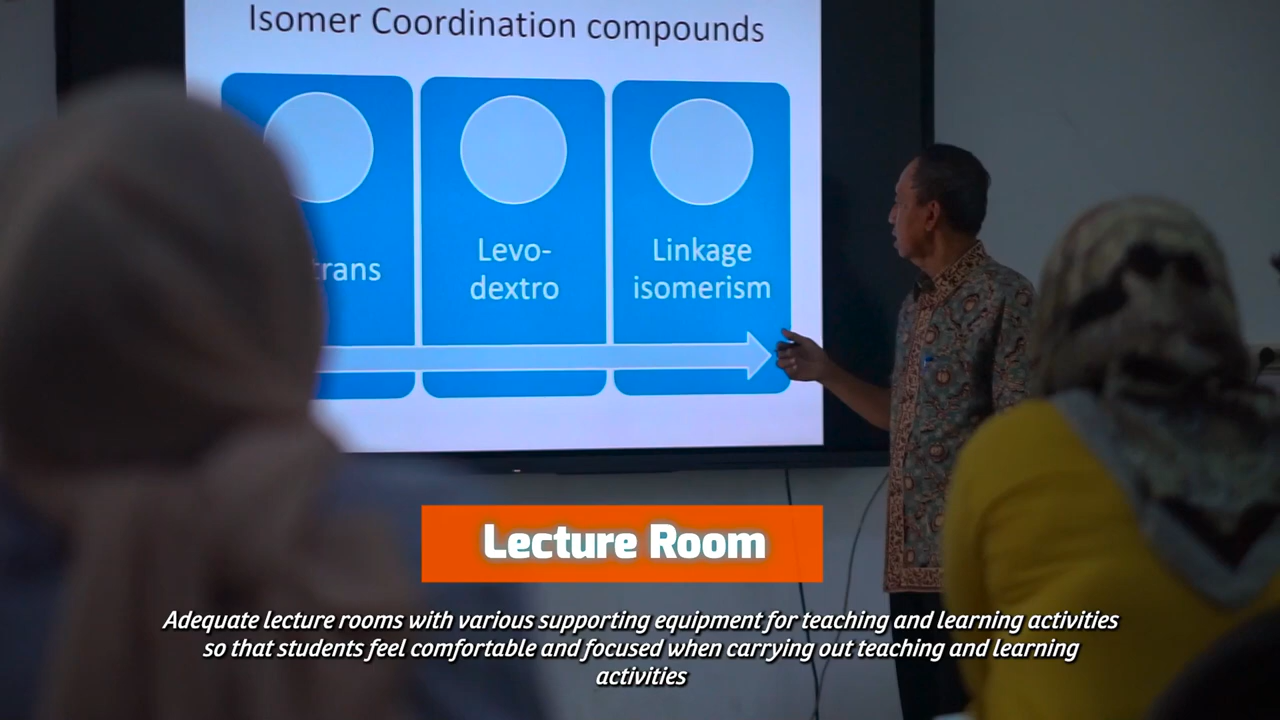 Isomer Coordination compounds
trans
Levo-
dextro
Linkage
isomerism
Lecture Room
Adequate lecture rooms with various supporting equipment for teaching and learning activities
so that students feel comfortable and focused when carrying out teaching and learning
activities